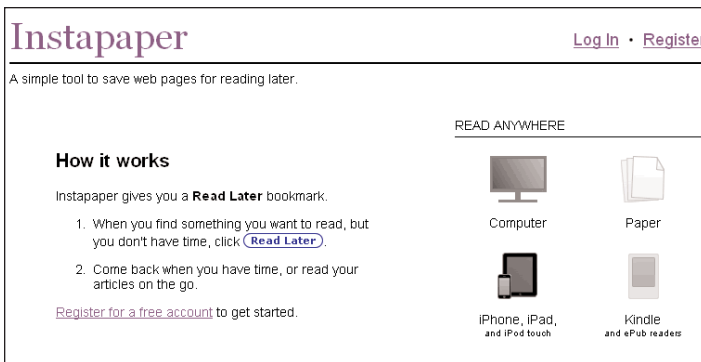 Instapaper
Log In • Register
A simple tool to save web pages for reading later.
READ ANYWHERE
How it works
Instapaper gives you a Read Later bookmark.
1. When you find something you want to read, but
you don't have time, click Read Later.
2. Come back when you have time, or read your
articles on the go.
Register for a free account to get started.
Computer
Paper
iPhone, iPad,
and iPod touch
Kindle
and ePub readers